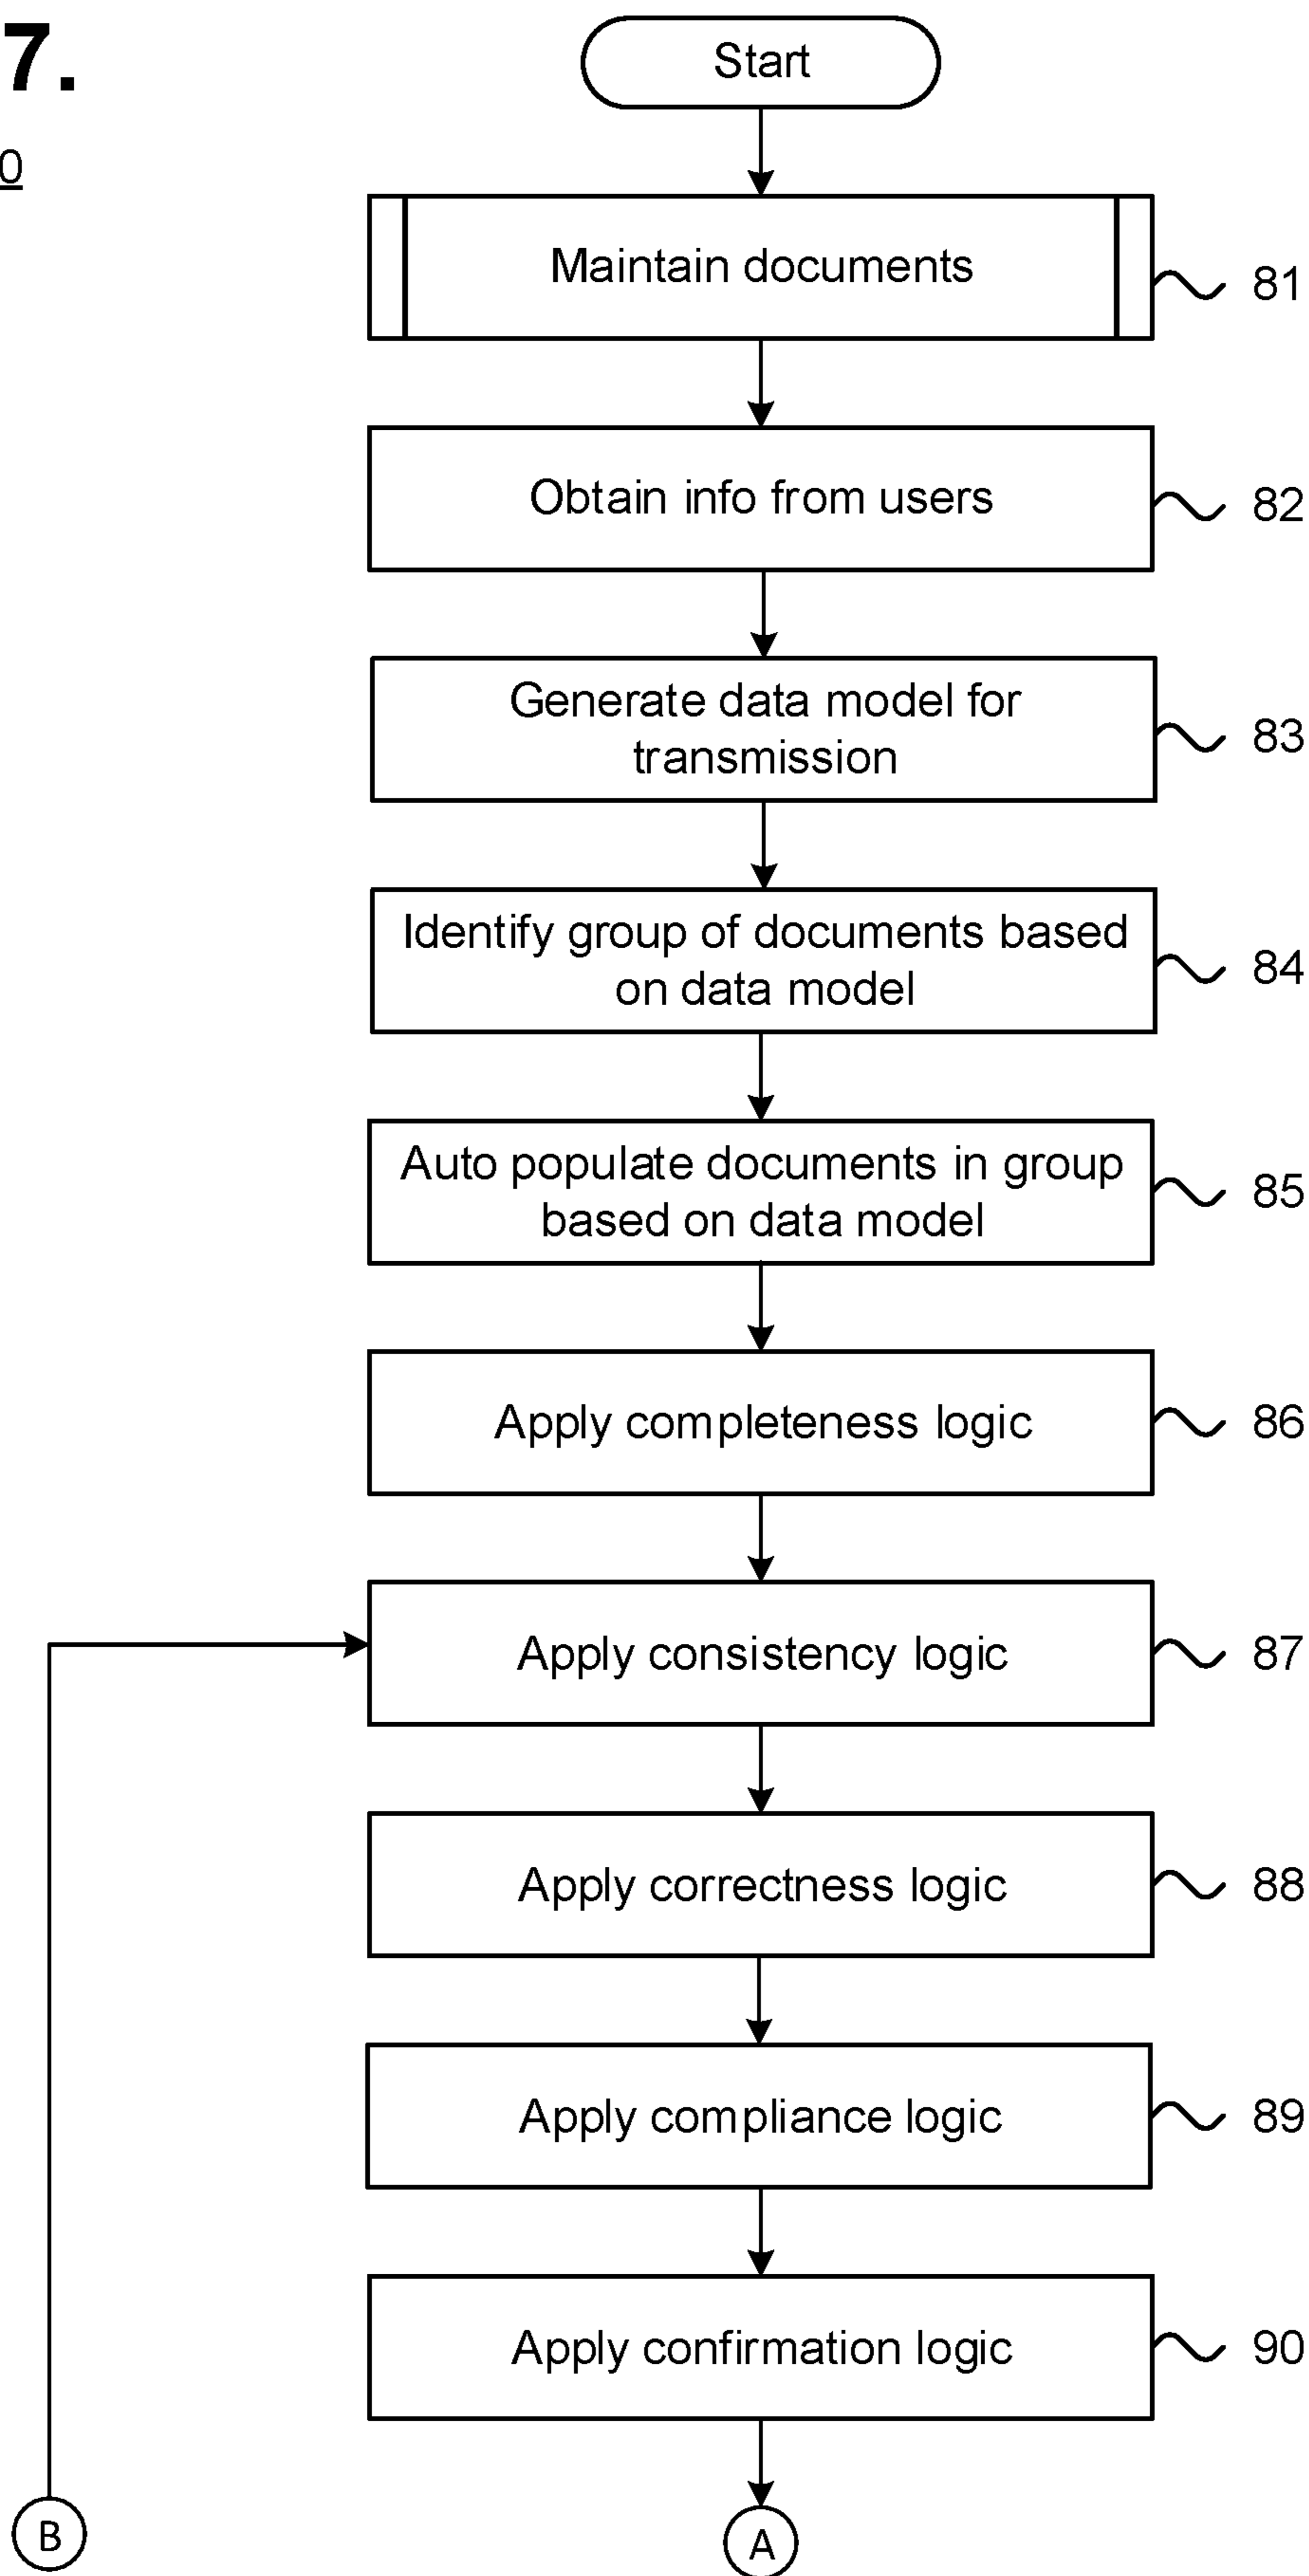 7.
0
Start
Maintain documents
81
Obtain info from users
82
Generate data model for
transmission
83
Identify group of documents based
on data model
84
Auto populate documents in group
based on data model
85
Apply completeness logic
86
Apply consistency logic
87
Apply correctness logic
88
Apply compliance logic
89
Apply confirmation logic
90
B
A